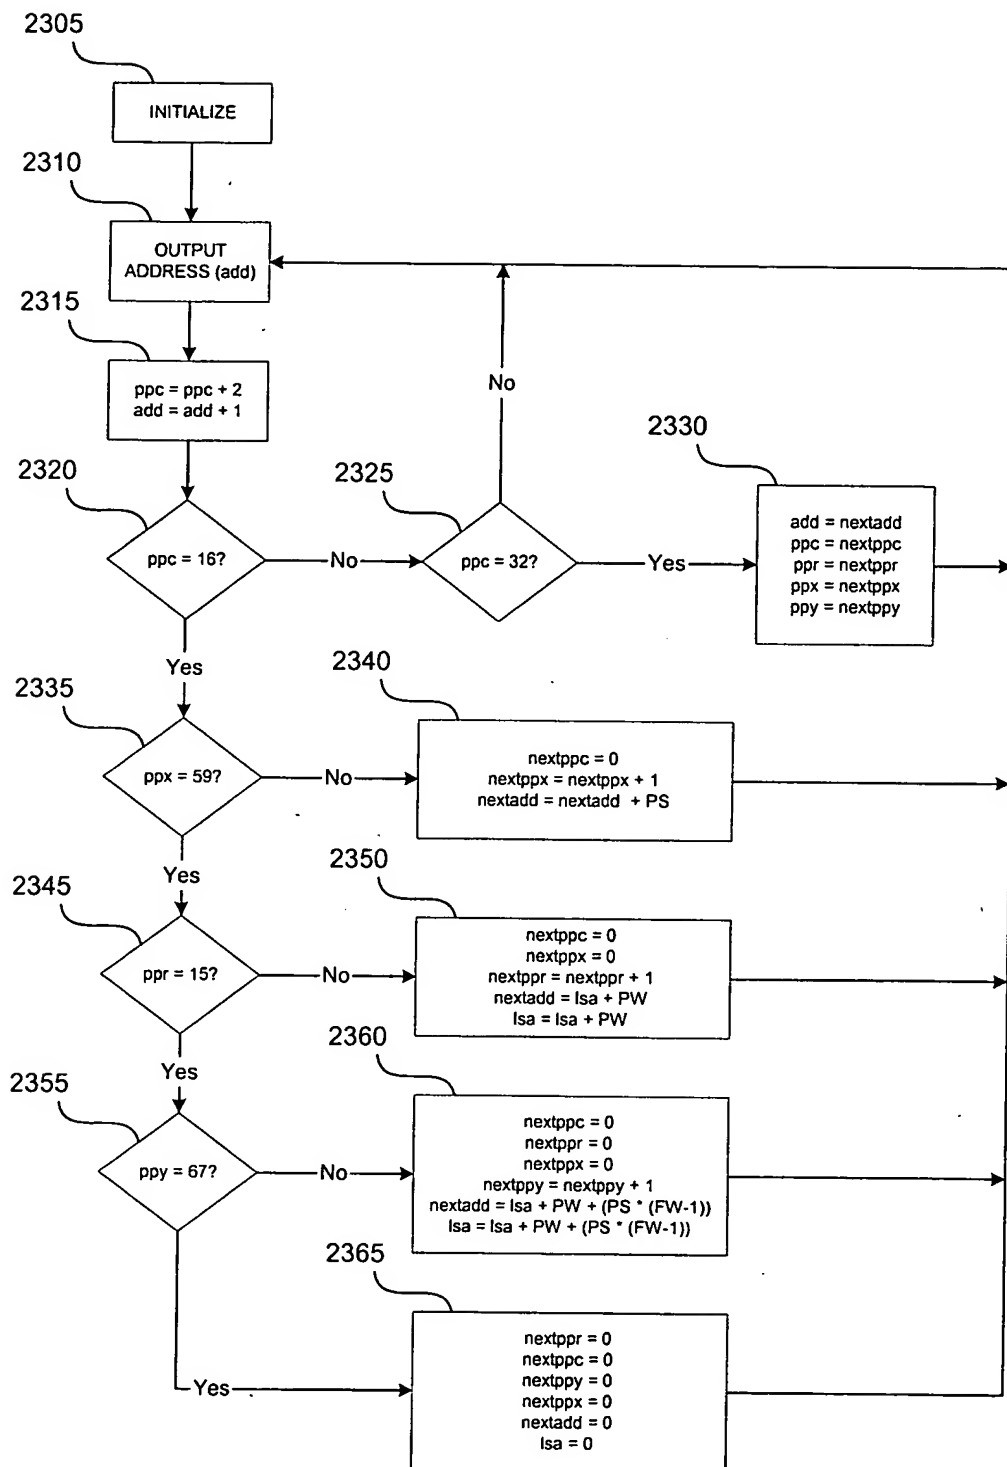 2305
INITIALIZE
2310
OUTPUT
ADDRESS (add)
2315
ppc = ppc + 2
add = add + 1
2320
ppc = 16?
No
2325
ppc = 32?
No
Yes
2330
add = nextadd
ppc = nextppc
ppr = nextppr
ppx = nextppx
ppy = nextppy
Yes
2335
ppx = 59?
No
2340
nextppc = 0
nextppx = nextppx + 1
nextadd = nextadd + PS
Yes
2345
ppr = 15?
No
2350
nextppc = 0
nextppx = 0
nextppr = nextppr + 1
nextadd = lsa + PW
lsa = lsa + PW
Yes
2355
ppy = 67?
No
2360
nextppc = 0
nextppr = 0
nextppx = 0
nextppy = nextppy + 1
nextadd = lsa + PW + (PS * (FW-1))
lsa = lsa + PW + (PS * (FW-1))
Yes
2365
nextppr = 0
nextppc = 0
nextppy = 0
nextppx = 0
nextadd = 0
lsa = 0